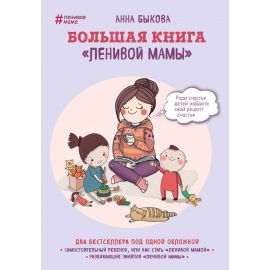 #ленивая
мама
АННА БЫКОВА
БОЛЬШАЯ КНИГА
«ЛЕНИВОЙ МАМЫ»
Ради счастья
детей найдите
свой рецепт
счастья
ДВА БЕСТСЕЛЛЕРА ПОД ОДНОЙ ОБЛОЖКОЙ
• САМОСТОЯТЕЛЬНЫЙ РЕБЕНОК, ИЛИ КАК СТАТЬ «ЛЕНИВОЙ МАМОЙ» •
• РАЗВИВАЮЩИЕ ЗАНЯТИЯ «ЛЕНИВОЙ МАМЫ» •